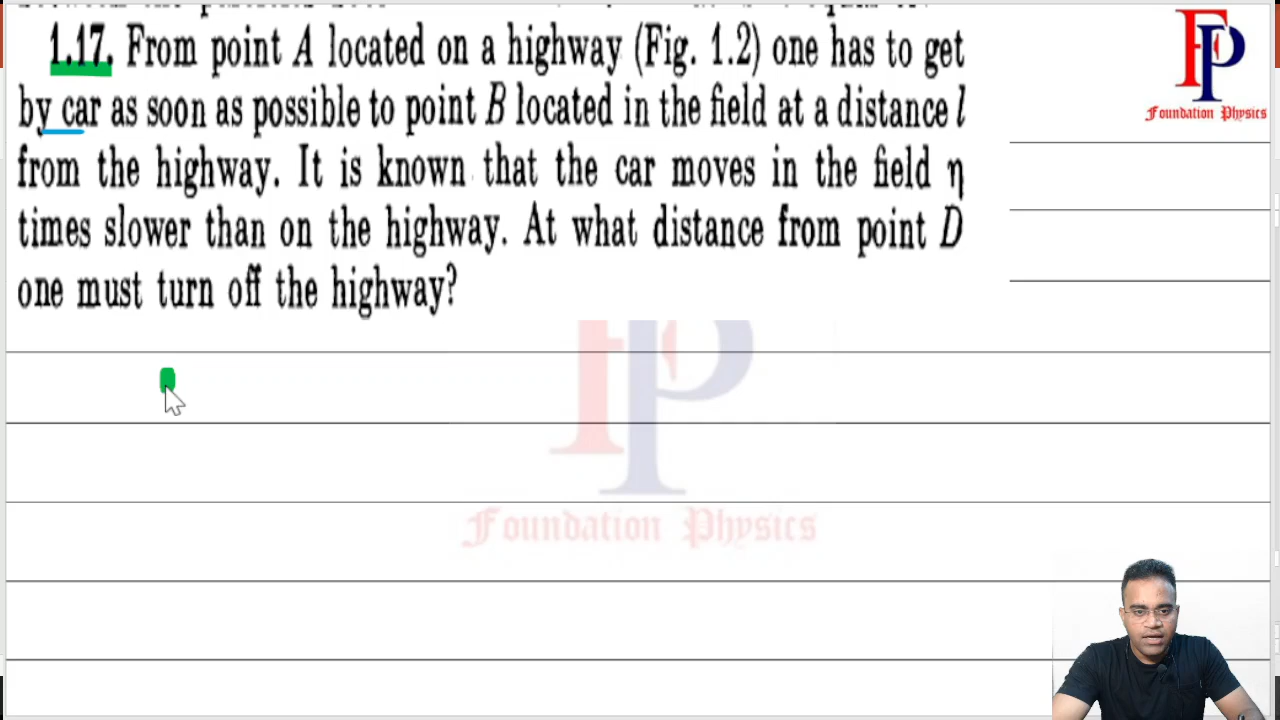 1.17. From point A located on a highway (Fig. 1.2) one has to get
by car as soon as possible to point B located in the field at a distance l
from the highway. It is known that the car moves in the field η
times slower than on the highway. At what distance from point D
one must turn off the highway?
FP
Foundation Physics
FP
Foundation Physics